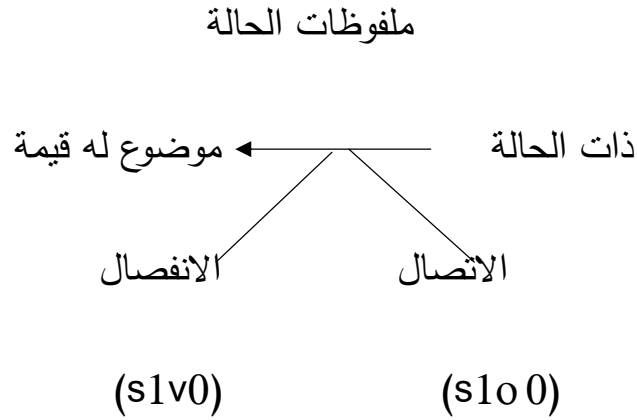 ملفوظات الحالة
ذات الحالة موضوع له قيمة
الاتصال الانفصال
(s1o 0) (s1v0)